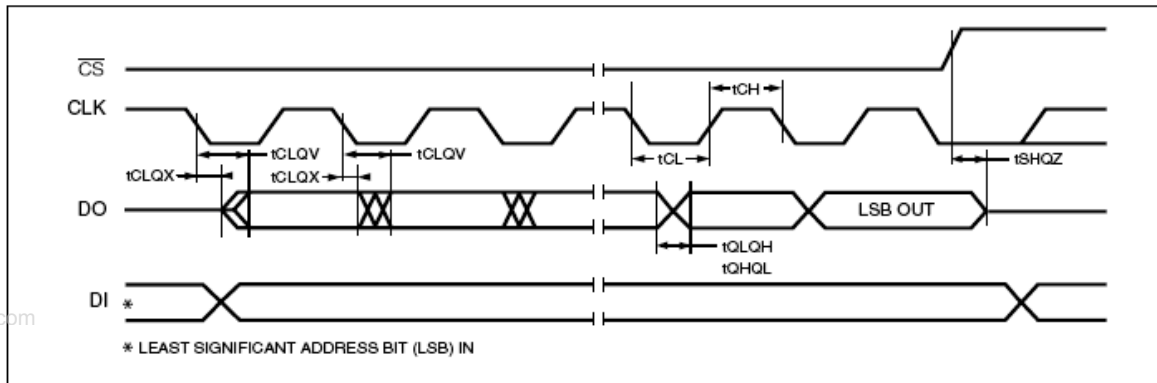 CS
CLK
tCH
tCLQV
tCLQV
tCLQX
tCLQX
tCL
tSHQZ
DO
LSB OUT
tQLQH
tQHQL
DI *
com
* LEAST SIGNIFICANT ADDRESS BIT (LSB) IN